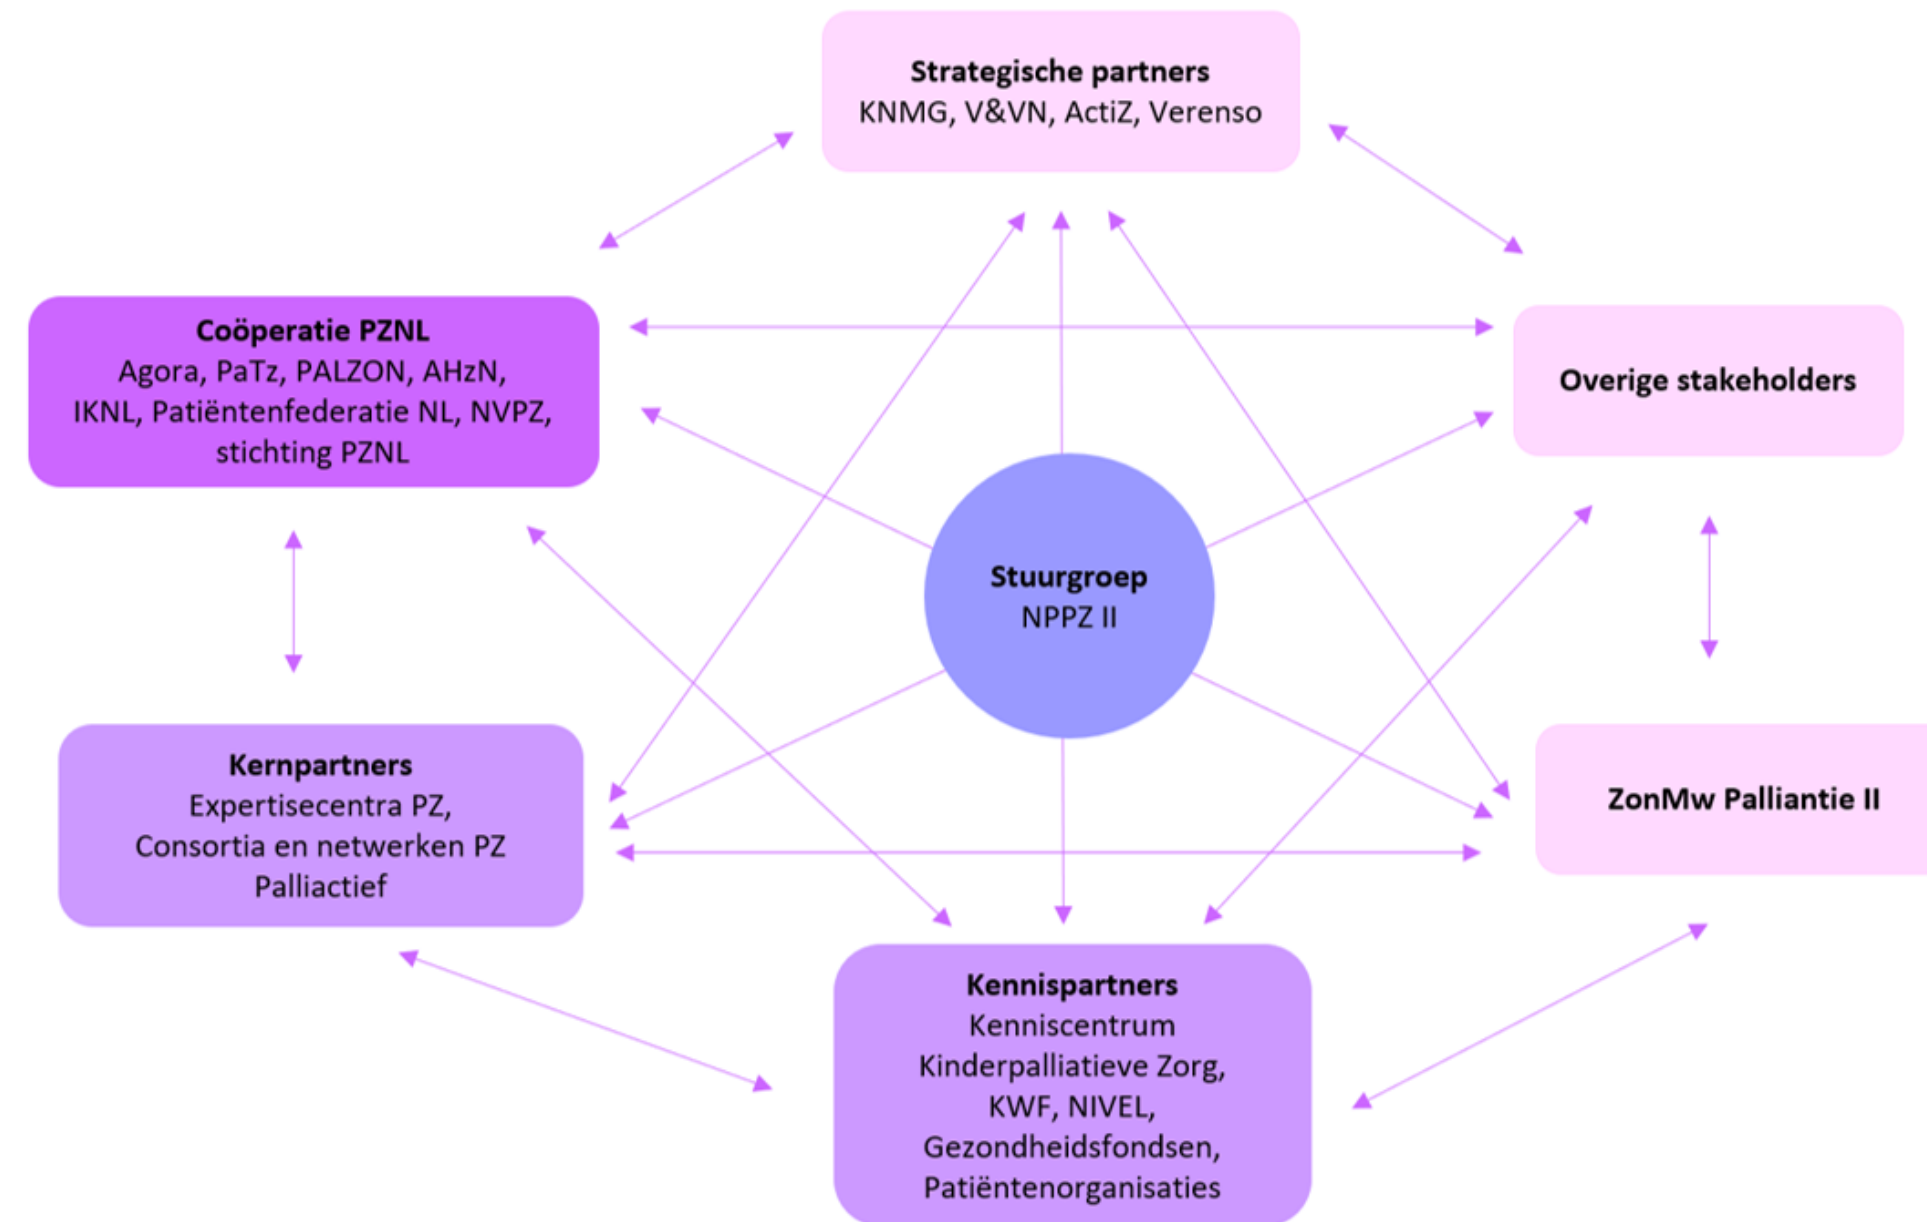 Strategische partners
KNMG, V&VN, ActiZ, Verenso
Coöperatie PZNL
Agora, PaTz, PALZON, AHzN,
IKNL, Patiëntenfederatie NL, NVPZ,
stichting PZNL
Overige stakeholders
Stuurgroep
NPPZ II
Kernpartners
Expertisecentra PZ,
Consortia en netwerken PZ
Palliactief
ZonMw Palliantie II
Kennispartners
Kenniscentrum
Kinderpalliatieve Zorg,
KWF, NIVEL,
Gezondheidsfondsen,
Patiëntenorganisaties